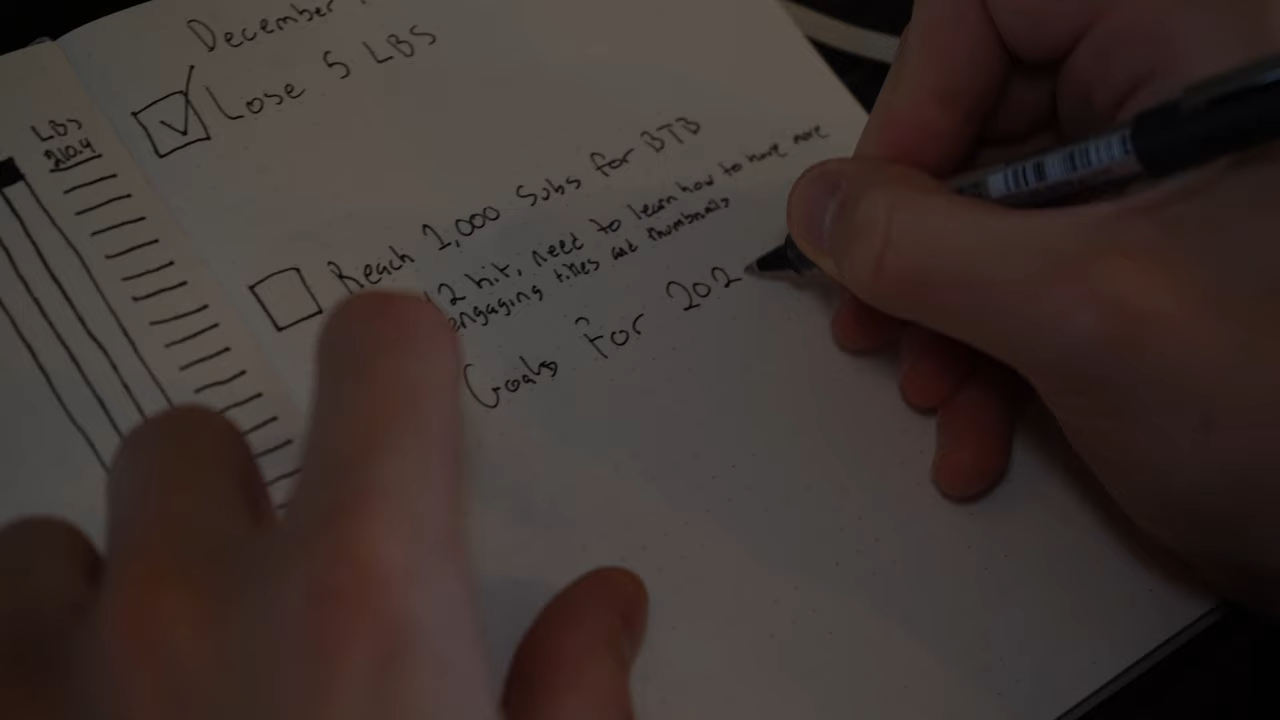 December
Lose 5 LBS
LBS
210.4
Reach 1,000 Subs for BTB
12 hit, need to learn how to have more
engaging titles and thumbnails
Goals for 202